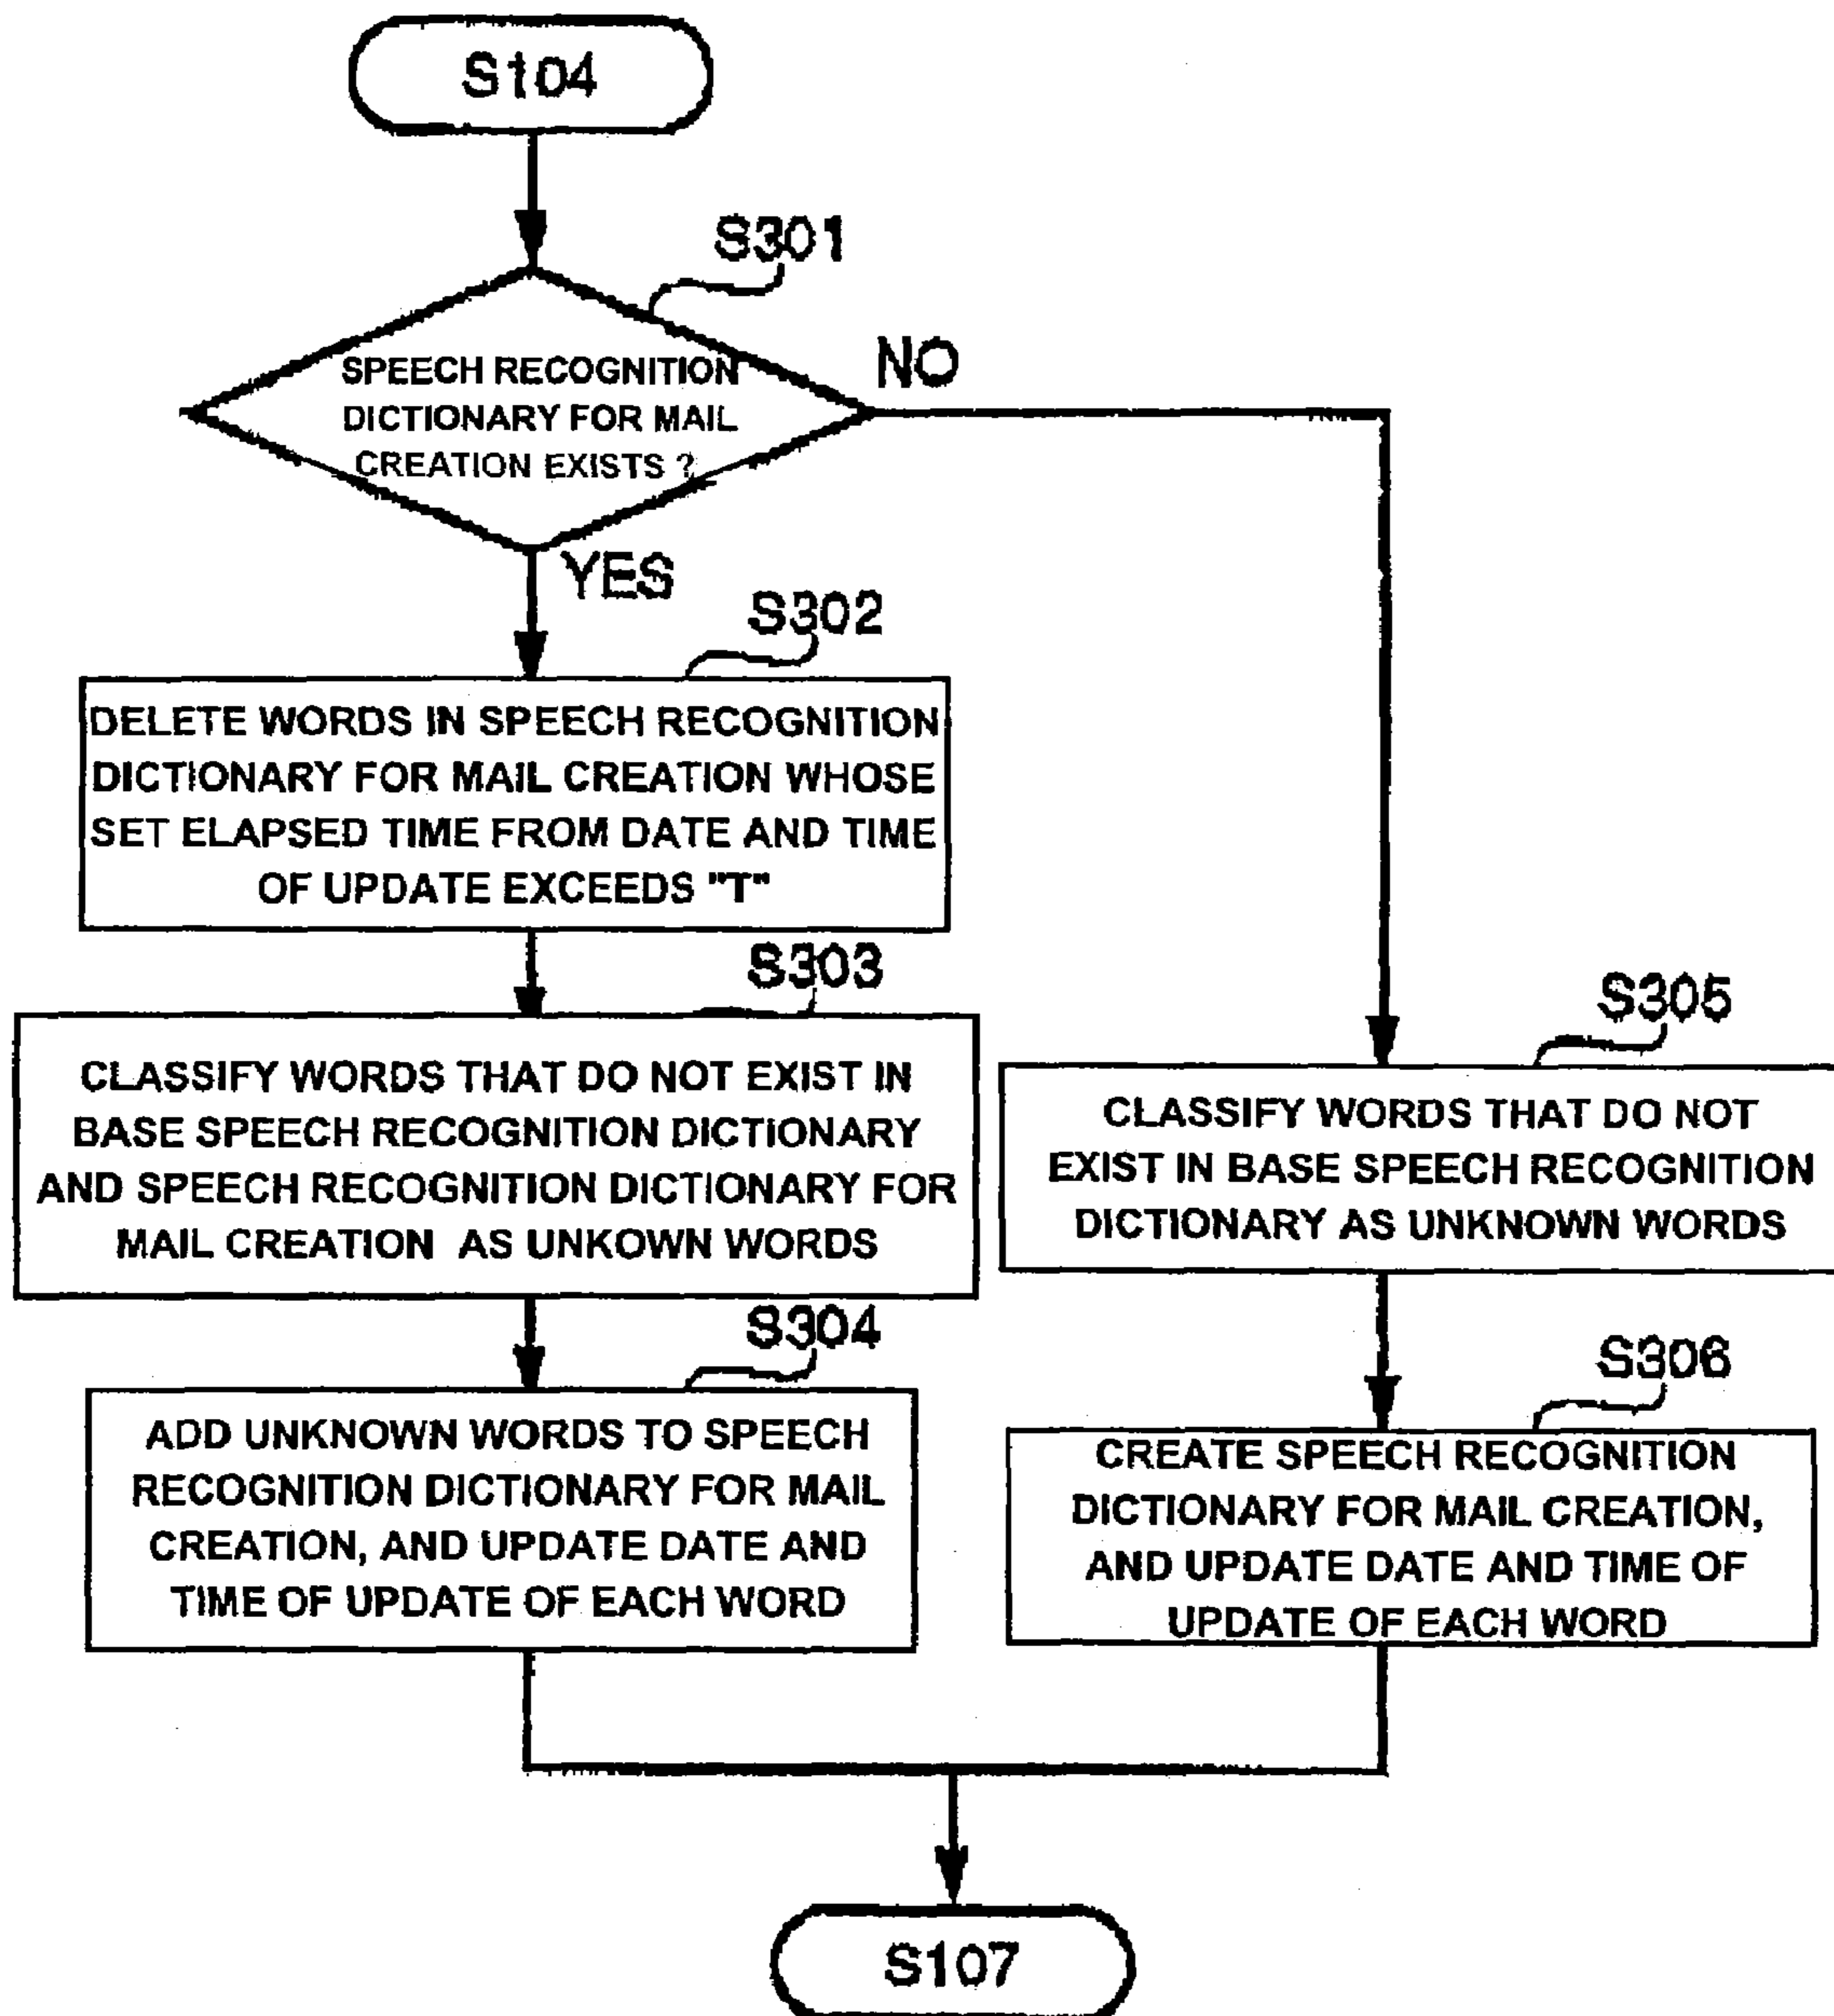 S104
S301
SPEECH RECOGNITION
DICTIONARY FOR MAIL
CREATION EXISTS ?
NO
YES
S302
DELETE WORDS IN SPEECH RECOGNITION
DICTIONARY FOR MAIL CREATION WHOSE
SET ELAPSED TIME FROM DATE AND TIME
OF UPDATE EXCEEDS "T"
S303
CLASSIFY WORDS THAT DO NOT EXIST IN
BASE SPEECH RECOGNITION DICTIONARY
AND SPEECH RECOGNITION DICTIONARY FOR
MAIL CREATION AS UNKOWN WORDS
S304
ADD UNKNOWN WORDS TO SPEECH
RECOGNITION DICTIONARY FOR MAIL
CREATION, AND UPDATE DATE AND
TIME OF UPDATE OF EACH WORD
S305
CLASSIFY WORDS THAT DO NOT
EXIST IN BASE SPEECH RECOGNITION
DICTIONARY AS UNKNOWN WORDS
S306
CREATE SPEECH RECOGNITION
DICTIONARY FOR MAIL CREATION,
AND UPDATE DATE AND TIME OF
UPDATE OF EACH WORD
S107